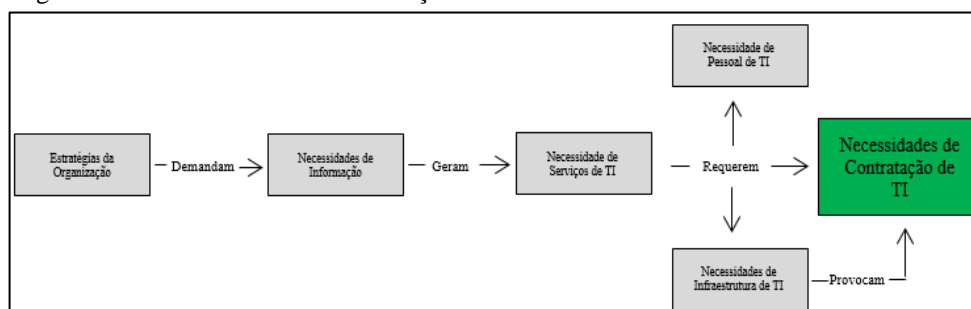 Necessidade de
Pessoal de TI
Estratégias da
Organização
Demandam
Necessidades de
Informação
Geram
Necessidade de
Serviços de TI
Requerem
Necessidades de
Contratação de
TI
Necessidades de
Infraestrutura de TI
Provocam